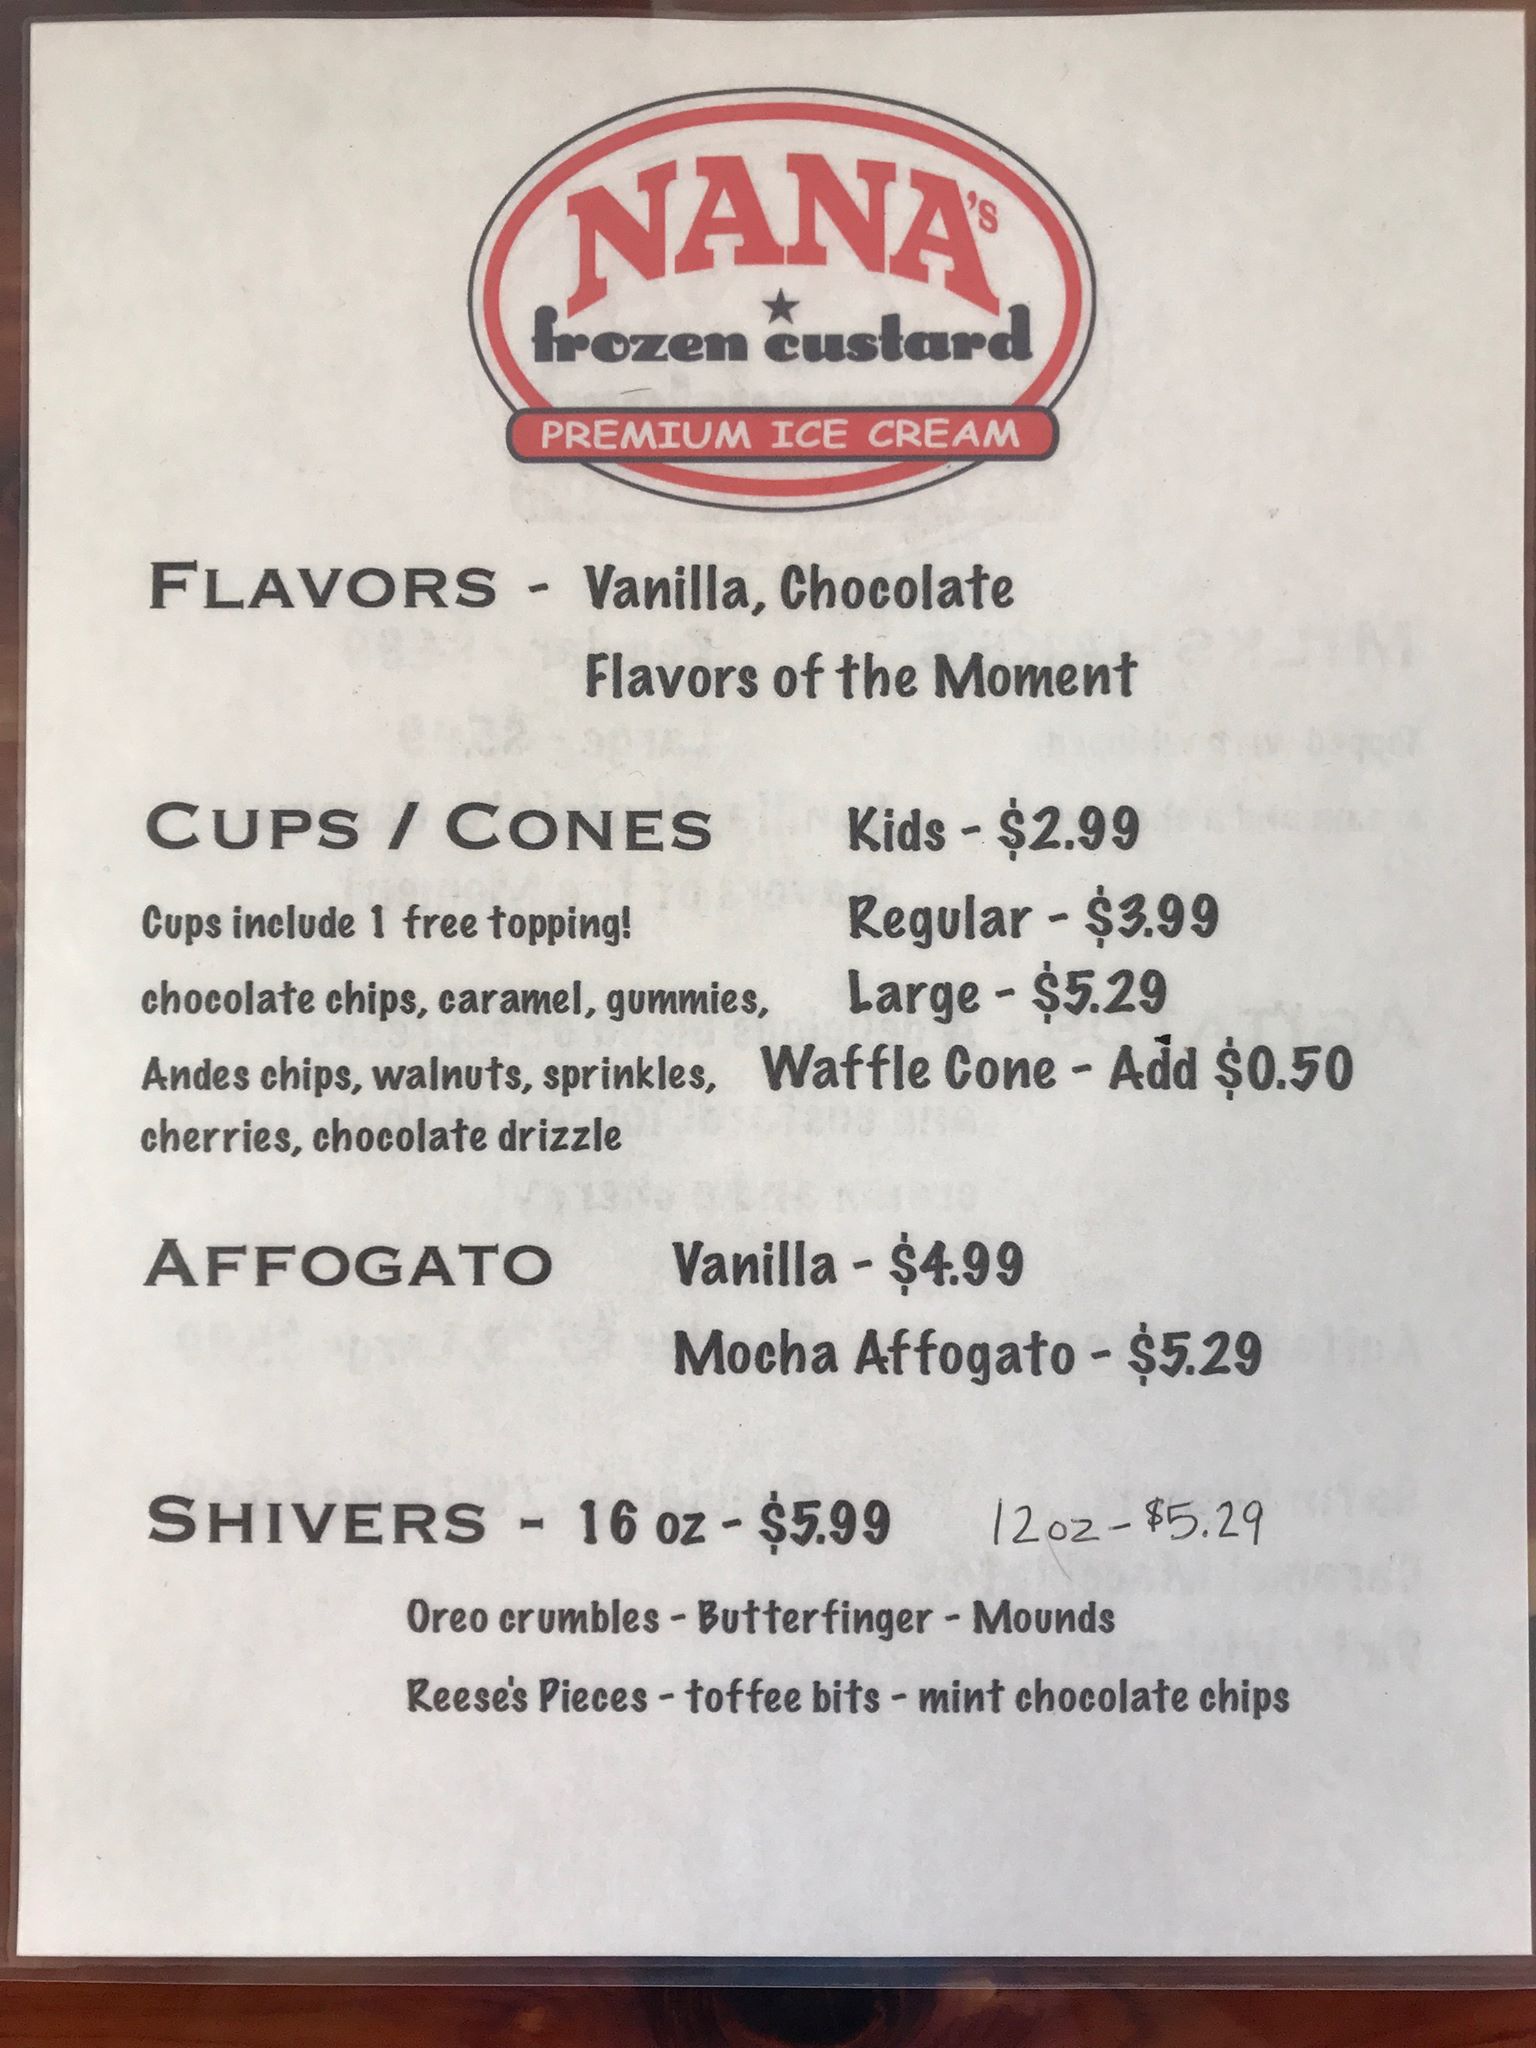 NANA's
frozen custard
PREMIUM ICE CREAM
FLAVORS - Vanilla, Chocolate
Flavors of the Moment
CUPS / CONES Kids - $2.99
Cups include 1 free topping! Regular - $3.99
chocolate chips, caramel, gummies, Large - $5.29
Andes chips, walnuts, sprinkles, Waffle Cone - Add $0.50
cherries, chocolate drizzle
AFFOGATO Vanilla - $4.99
Mocha Affogato - $5.29
SHIVERS - 16 oz - $5.99 12oz - $5.29
Oreo crumbles - Butterfinger - Mounds
Reese's Pieces - toffee bits - mint chocolate chips